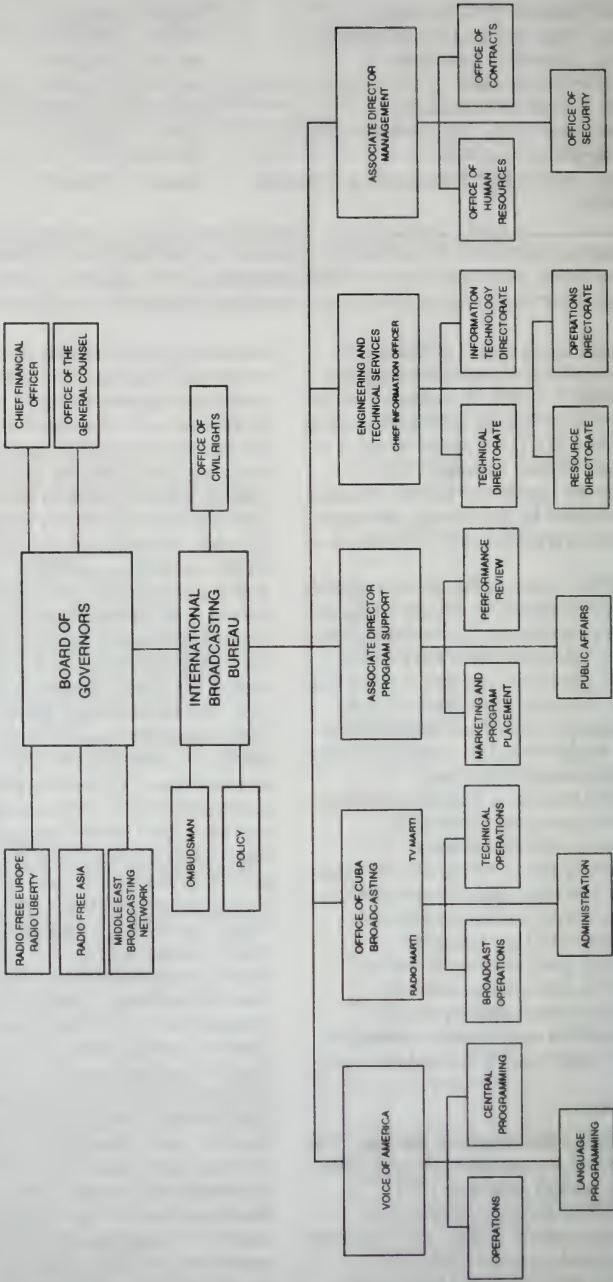 RADIO FREE EUROPE
RADIO LIBERTY
RADIO FREE ASIA
MIDDLE EAST
BROADCASTING
NETWORK
BOARD OF
GOVERNORS
CHIEF FINANCIAL
OFFICER
OFFICE OF THE
GENERAL COUNSEL
OMBUDSMAN
POLICY
INTERNATIONAL
BROADCASTING
BUREAU
OFFICE OF
CIVIL RIGHTS
VOICE OF AMERICA
OPERATIONS
CENTRAL
PROGRAMMING
LANGUAGE
PROGRAMMING
OFFICE OF CUBA
BROADCASTING
RADIO MARTI
TV MARTI
BROADCAST
OPERATIONS
TECHNICAL
OPERATIONS
ADMINISTRATION
ASSOCIATE DIRECTOR
PROGRAM SUPPORT
MARKETING AND
PROGRAM
PLACEMENT
PERFORMANCE
REVIEW
PUBLIC AFFAIRS
ENGINEERING AND
TECHNICAL SERVICES
CHIEF INFORMATION OFFICER
TECHNICAL
DIRECTORATE
INFORMATION
TECHNOLOGY
DIRECTORATE
RESOURCE
DIRECTORATE
OPERATIONS
DIRECTORATE
ASSOCIATE DIRECTOR
MANAGEMENT
OFFICE OF
HUMAN
RESOURCES
OFFICE OF
CONTRACTS
OFFICE OF
SECURITY